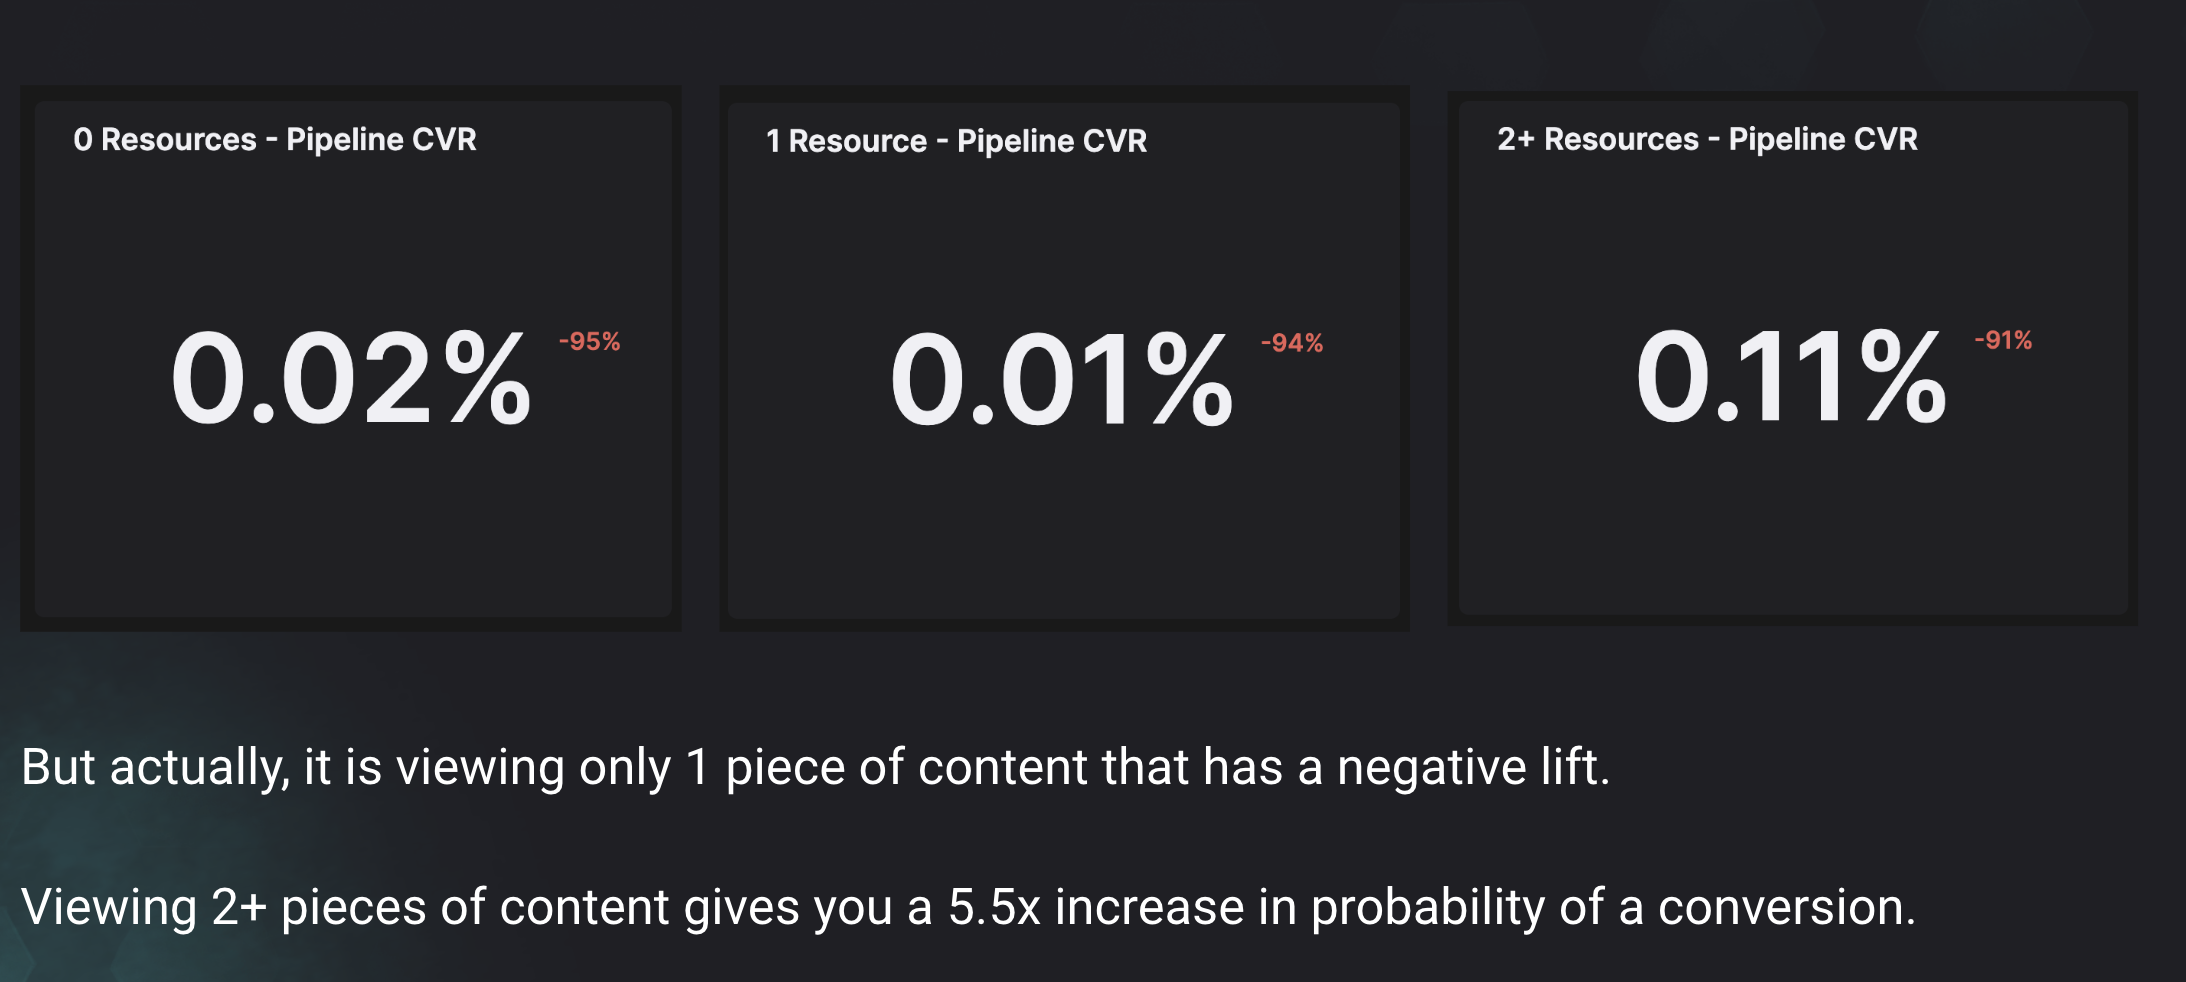 0 Resources - Pipeline CVR
0.02% -95%
1 Resource - Pipeline CVR
0.01% -94%
2+ Resources - Pipeline CVR
0.11% -91%
But actually, it is viewing only 1 piece of content that has a negative lift.
Viewing 2+ pieces of content gives you a 5.5x increase in probability of a conversion.